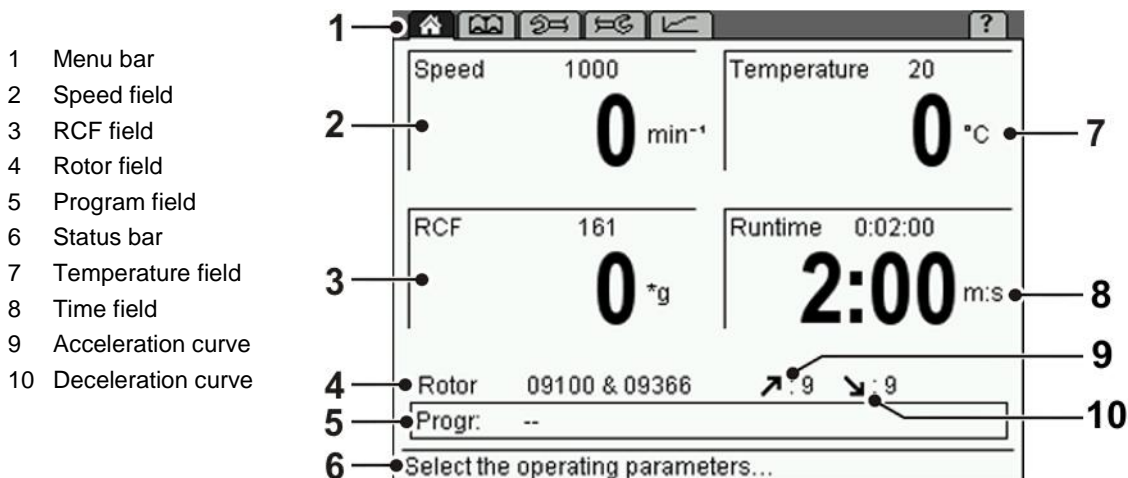 1 Menu bar
2 Speed field
3 RCF field
4 Rotor field
5 Program field
6 Status bar
7 Temperature field
8 Time field
9 Acceleration curve
10 Deceleration curve
1 ?
Speed 1000
2 0 min⁻¹
Temperature 20
0 °C 7
RCF 161
3 0 *g
Runtime 0:02:00
2:00 m:s 8
9
4 Rotor 09100 & 09366 : 9 : 9
10
5 Progr: --
6 Select the operating parameters...